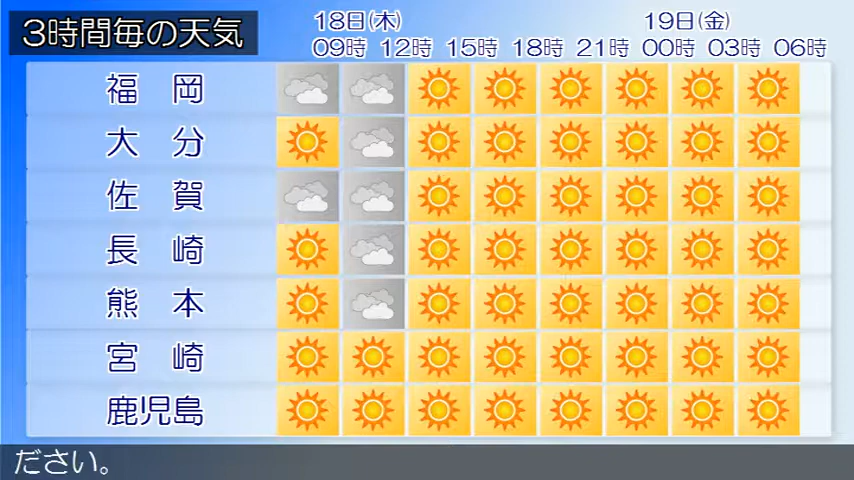 3時間毎の天気
18日(木) 19日(金)
09時 12時 15時 18時 21時 00時 03時 06時
福岡
大分
佐賀
長崎
熊本
宮崎
鹿児島
ださい。